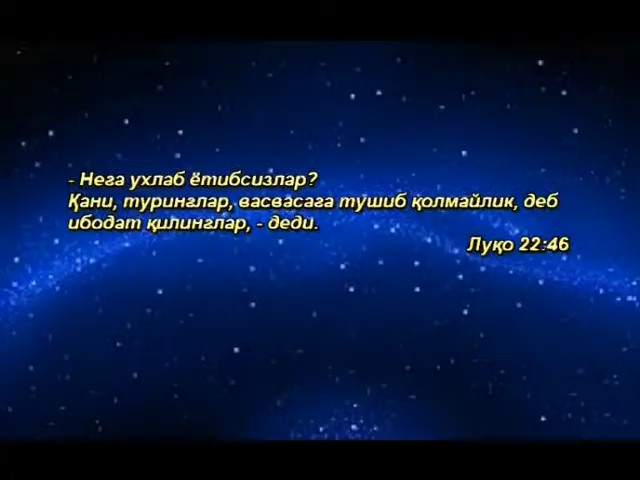 - Нега ухлаб ётибсизлар?
Қани, туринглар, васвасага тушиб қолмайлик, деб
ибодат қилинглар, - деди.
Луқо 22:46